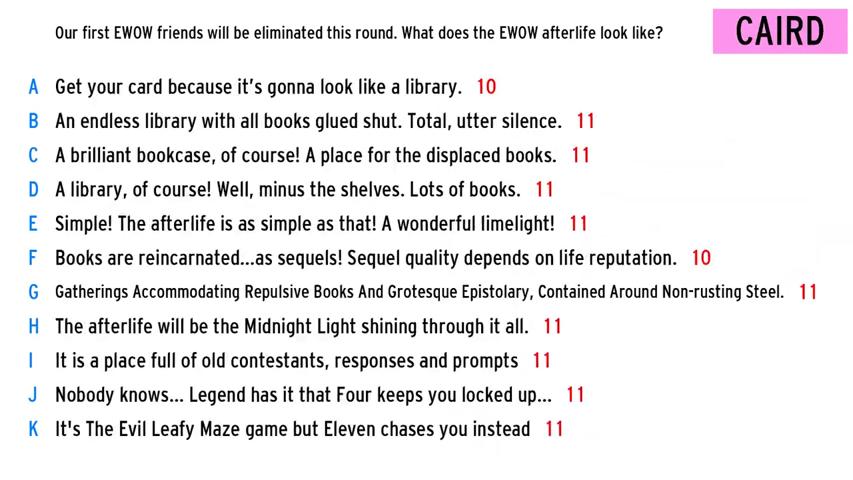 Our first EWOW friends will be eliminated this round. What does the EWOW afterlife look like?
CAIRD
A Get your card because it’s gonna look like a library. 10
B An endless library with all books glued shut. Total, utter silence. 11
C A brilliant bookcase, of course! A place for the displaced books. 11
D A library, of course! Well, minus the shelves. Lots of books. 11
E Simple! The afterlife is as simple as that! A wonderful limelight! 11
F Books are reincarnated...as sequels! Sequel quality depends on life reputation. 10
G Gatherings Accommodating Repulsive Books And Grotesque Epistolary, Contained Around Non-rusting Steel. 11
H The afterlife will be the Midnight Light shining through it all. 11
I It is a place full of old contestants, responses and prompts 11
J Nobody knows... Legend has it that Four keeps you locked up... 11
K It's The Evil Leafy Maze game but Eleven chases you instead 11